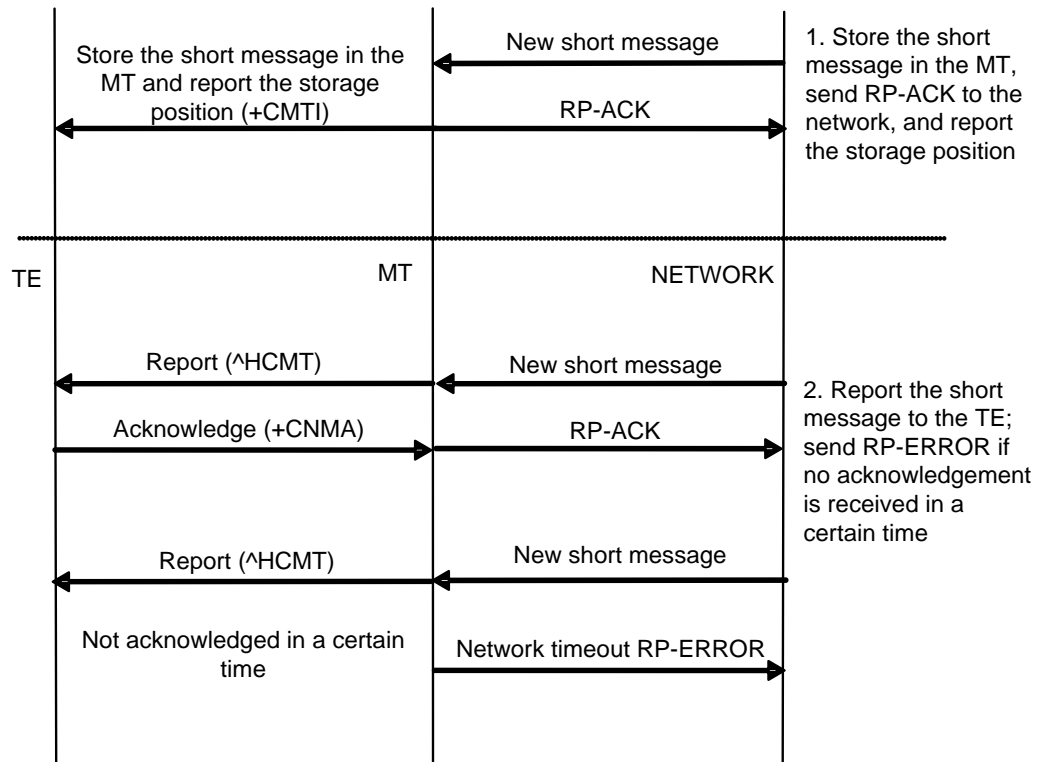 Store the short message in the
MT and report the storage
position (+CMTI)
New short message
RP-ACK
1. Store the short
message in the MT,
send RP-ACK to the
network, and report
the storage position
TE
MT
NETWORK
Report (^HCMT)
New short message
Acknowledge (+CNMA)
RP-ACK
2. Report the short
message to the TE;
send RP-ERROR if
no acknowledgement
is received in a
certain time
Report (^HCMT)
New short message
Not acknowledged in a certain
time
Network timeout RP-ERROR